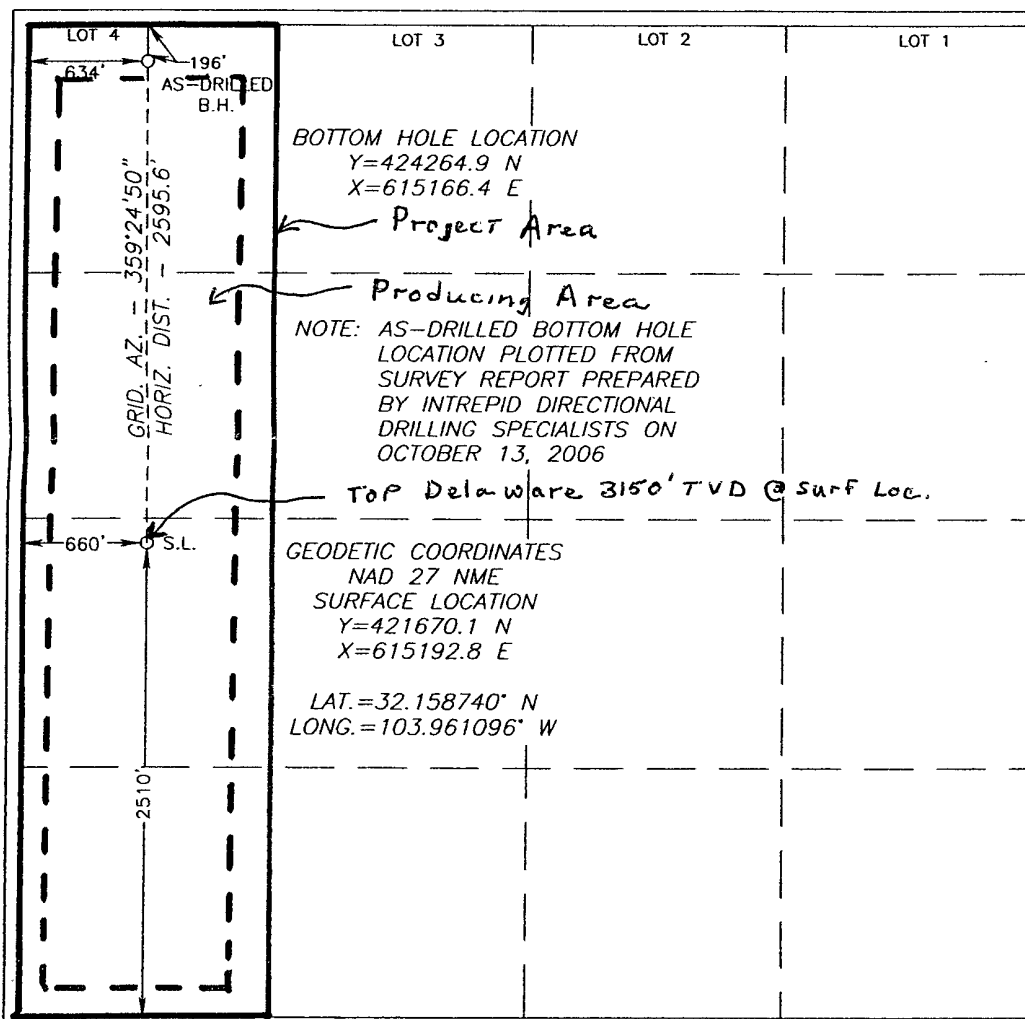 LOT 4
LOT 3
LOT 2
LOT 1
634'
196'
AS-DRILLED
B.H.
BOTTOM HOLE LOCATION
Y=424264.9 N
X=615166.4 E
Project Area
GRID. AZ. - 359°24'50"
HORIZ. DIST. - 2595.6'
Producing Area
NOTE: AS-DRILLED BOTTOM HOLE
LOCATION PLOTTED FROM
SURVEY REPORT PREPARED
BY INTREPID DIRECTIONAL
DRILLING SPECIALISTS ON
OCTOBER 13, 2006
Top Delaware 3150' TVD @ Surf Loc.
660'
S.L.
GEODETIC COORDINATES
NAD 27 NME
SURFACE LOCATION
Y=421670.1 N
X=615192.8 E
LAT.=32.158740° N
LONG.=103.961096° W
2510'